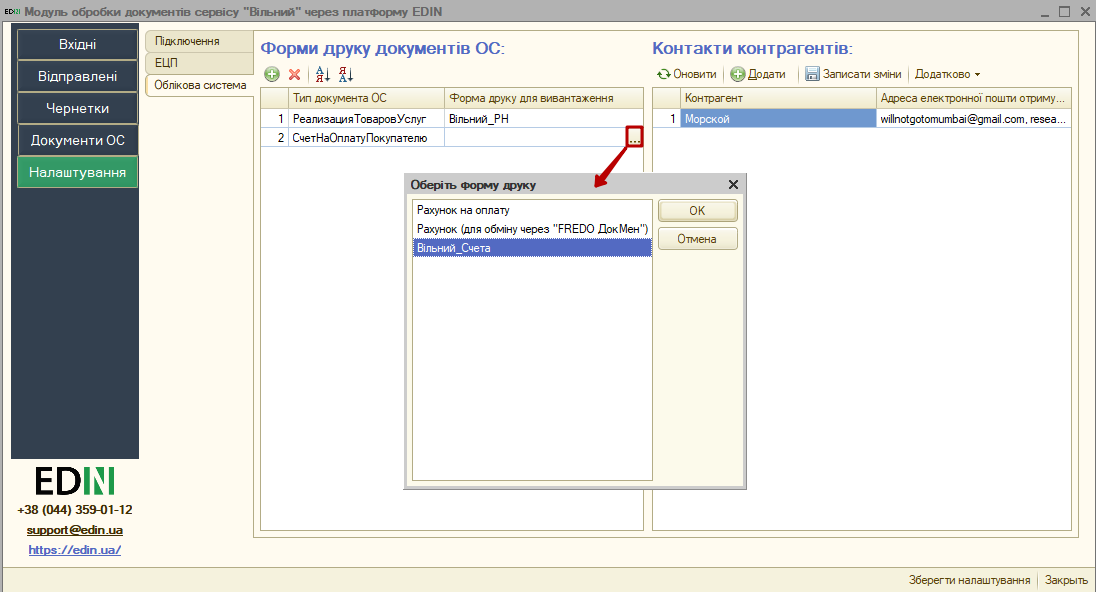 EDIN Модуль обробки документів сервісу "Вільний" через платформу EDIN
Вхідні
Відправлені
Чернетки
Документи ОС
Налаштування
Підключення
ЕЦП
Облікова система
Форми друку документів ОС:
Тип документа ОС Форма друку для вивантаження
1 РеализацияТоваровУслуг Вільний_РН
2 СчетНаОплатуПокупателю ...
Контакти контрагентів:
Оновити Додати Записати зміни Додатково
Контрагент Адреса електронної пошти отриму...
1 Морской willnotgotomumbai@gmail.com, resea...
Оберіть форму друку
Рахунок на оплату
Рахунок (для обміну через "FREDO ДокМен")
Вільний_Счета
OK
Отмена
EDIN
+38 (044) 359-01-12
support@edin.ua
https://edin.ua/
Зберегти налаштування Закрыть